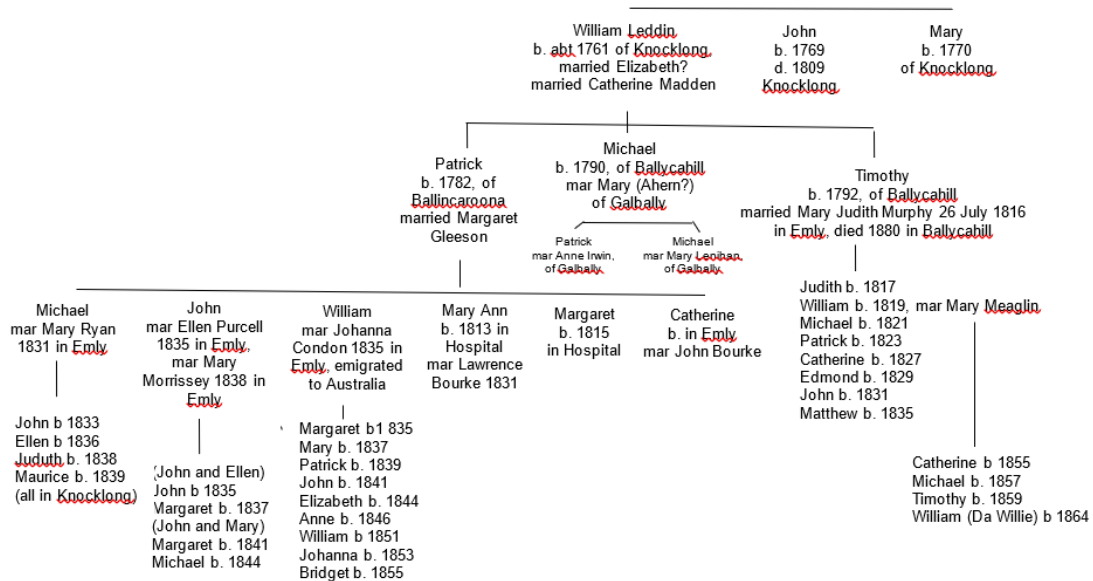 William Leddin
b. abt 1761 of Knocklong,
married Elizabeth?
married Catherine Madden
John
b. 1769
d. 1809
Knocklong
Mary
b. 1770
of Knocklong
Patrick
b. 1782, of
Ballincaroona
married Margaret
Gleeson
Michael
b. 1790, of Ballycahill
mar Mary (Ahern?)
of Galbally
Timothy
b. 1792, of Ballycahill
married Mary Judith Murphy 26 July 1816
in Emly, died 1880 in Ballycahill
Patrick
mar Anne Irwin,
of Galbally
Michael
mar Mary Lenihan,
of Galbally
Michael
mar Mary Ryan
1831 in Emly
John
mar Ellen Purcell
1835 in Emly,
mar Mary
Morrissey 1838 in
Emly
William
mar Johanna
Condon 1835 in
Emly, emigrated
to Australia
Mary Ann
b. 1813 in
Hospital
mar Lawrence
Bourke 1831
Margaret
b. 1815
in Hospital
Catherine
b. in Emly
mar John Bourke
Judith b. 1817
William b. 1819, mar Mary Meaglin
Michael b. 1821
Patrick b. 1823
Catherine b. 1827
Edmond b. 1829
John b. 1831
Matthew b. 1835
John b 1833
Ellen b 1836
Juduth b. 1838
Maurice b. 1839
(all in Knocklong)
(John and Ellen)
John b 1835
Margaret b. 1837
(John and Mary)
Margaret b. 1841
Michael b. 1844
Margaret b1 835
Mary b. 1837
Patrick b. 1839
John b. 1841
Elizabeth b. 1844
Anne b. 1846
William b 1851
Johanna b. 1853
Bridget b. 1855
Catherine b 1855
Michael b. 1857
Timothy b. 1859
William (Da Willie) b 1864